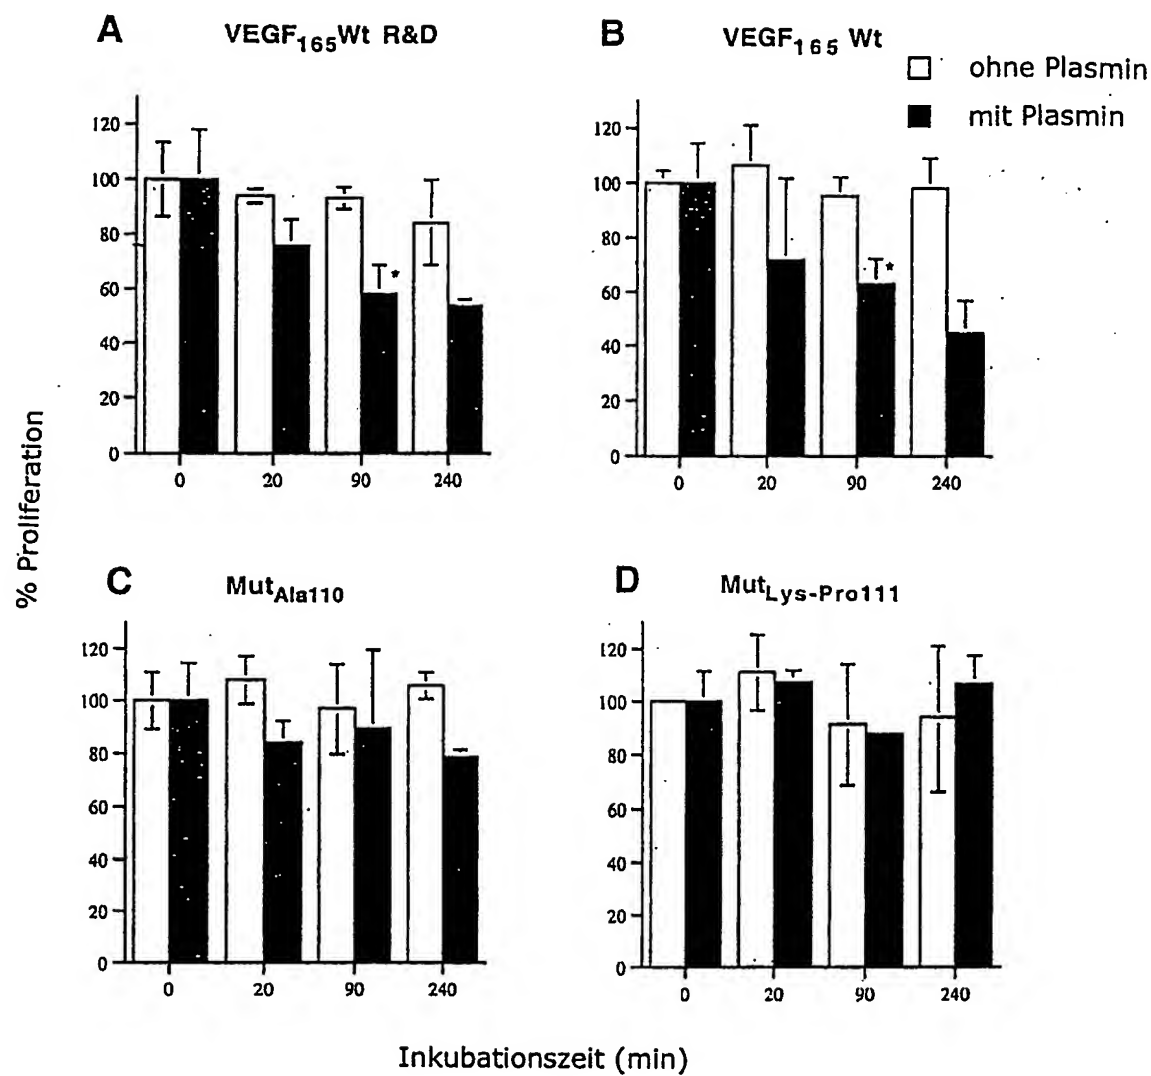 A
VEGF165Wt R&D
120
100
80
60
40
20
0
0 20 90 240
B
VEGF165 Wt
ohne Plasmin
mit Plasmin
120
100
80
60
40
20
0
*
0 20 90 240
*
% Proliferation
C
MutAla110
120
100
80
60
40
20
0
0 20 90 240
D
MutLys-Pro111
120
100
80
60
40
20
0
0 20 90 240
Inkubationszeit (min)